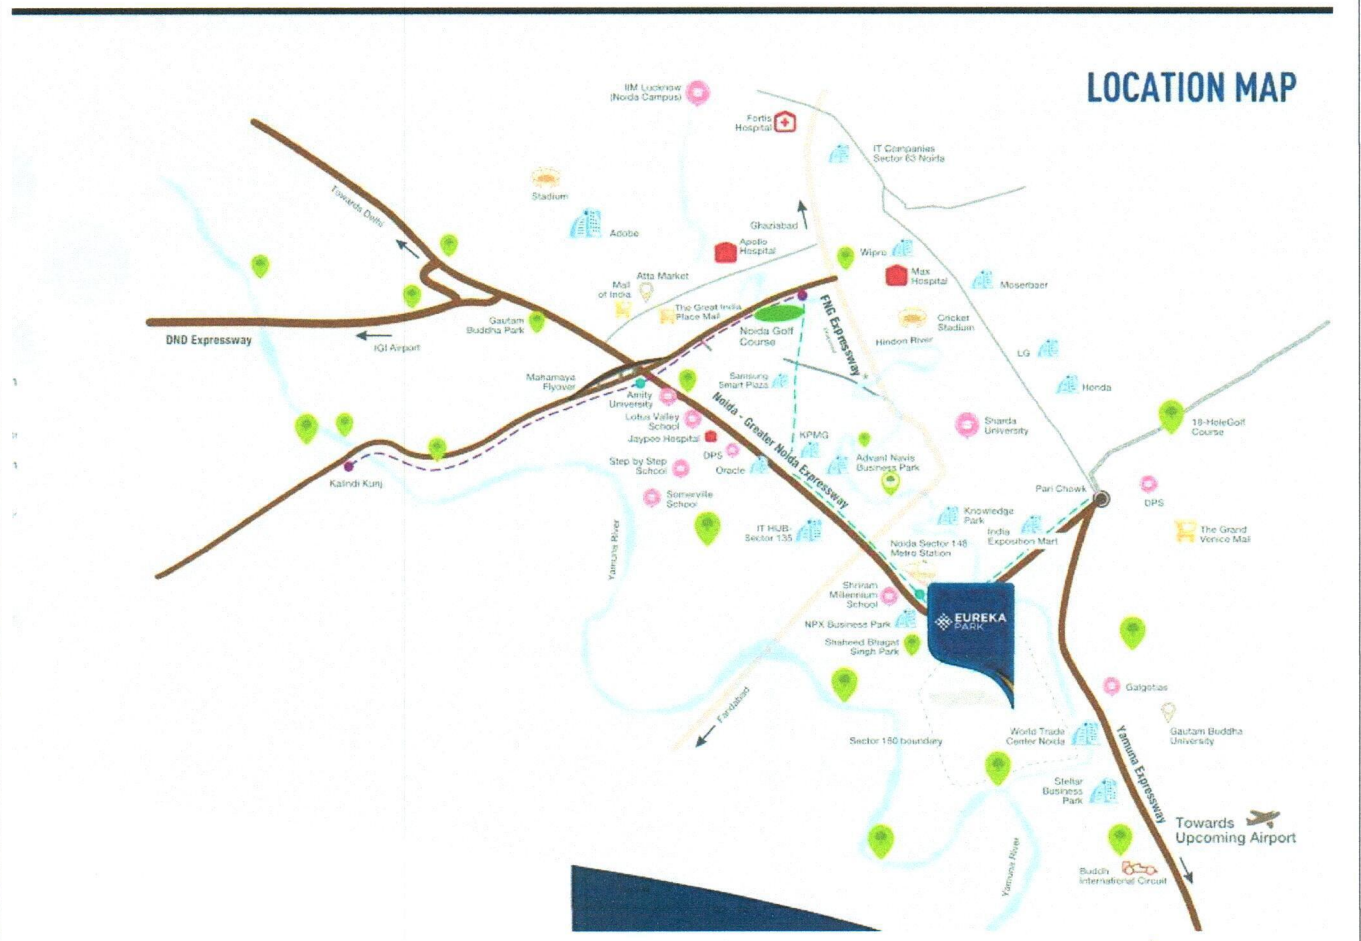 LOCATION MAP
IIM Lucknow
(Noida Campus)
Fortis
Hospital
IT Companies
Sector 63 Noida
Stadium
Towards Delhi
Adobe
Ghaziabad
Apollo
Hospital
Wipro
Max
Hospital
Moserbaer
Atta Market
Mall
of India
The Great India
Place Mall
Gautam
Buddha Park
Noida Golf
Course
FNG Expressway
Cricket
Stadium
Hindon River
DND Expressway
IGI Airport
LG
Honda
Mahamaya
Flyover
Samsung
Smart Plaza
Amity
University
Lotus Valley
School
Jaypee Hospital
Noida - Greater Noida Expressway
Sharda
University
18-HoleGolf
Course
KPMG
DPS
Step by Step
School
Oracle
Advant Navis
Business Park
Kalindi Kunj
Somerville
School
Pari Chowk
DPS
Knowledge
Park
India
Exposition Mart
The Grand
Venice Mall
IT HUB-
Sector 135
Yamuna River
Noida Sector 148
Metro Station
Shriram
Millennium
School
EUREKA
PARK
NPX Business Park
Shaheed Bhagat
Singh Park
Faridabad
Galgotias
Gautam Buddha
University
Sector 150 boundary
World Trade
Center Noida
Yamuna Expressway
Stellar
Business
Park
Towards
Upcoming Airport
Yamuna River
Buddh
International Circuit